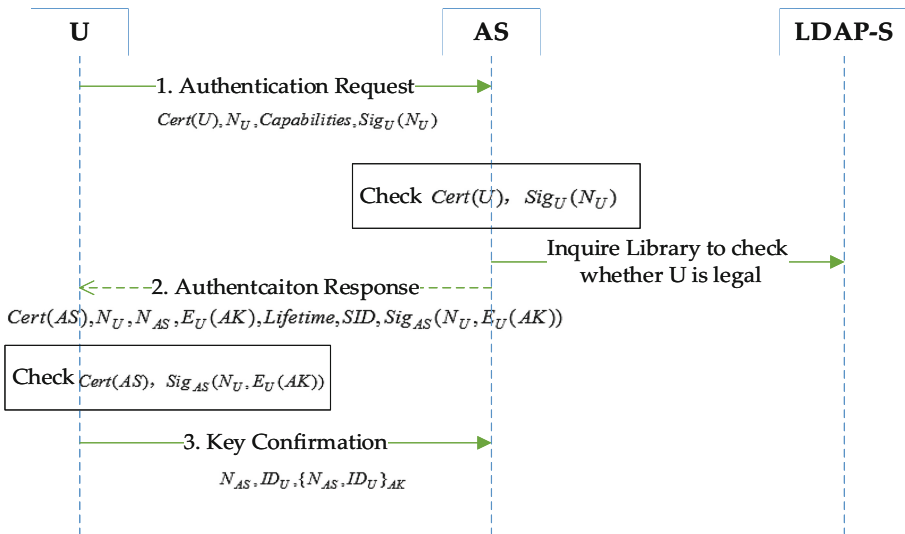 U AS LDAP-S
1. Authentication Request
Cert(U),N_U,Capabilities,Sig_U(N_U)
Check Cert(U), Sig_U(N_U)
Inquire Library to check
whether U is legal
2. Authentcaiton Response
Cert(AS),N_U,N_AS,E_U(AK),Lifetime,SID,Sig_AS(N_U,E_U(AK))
Check Cert(AS), Sig_AS(N_U,E_U(AK))
3. Key Confirmation
N_AS,ID_U,{N_AS,ID_U}_AK